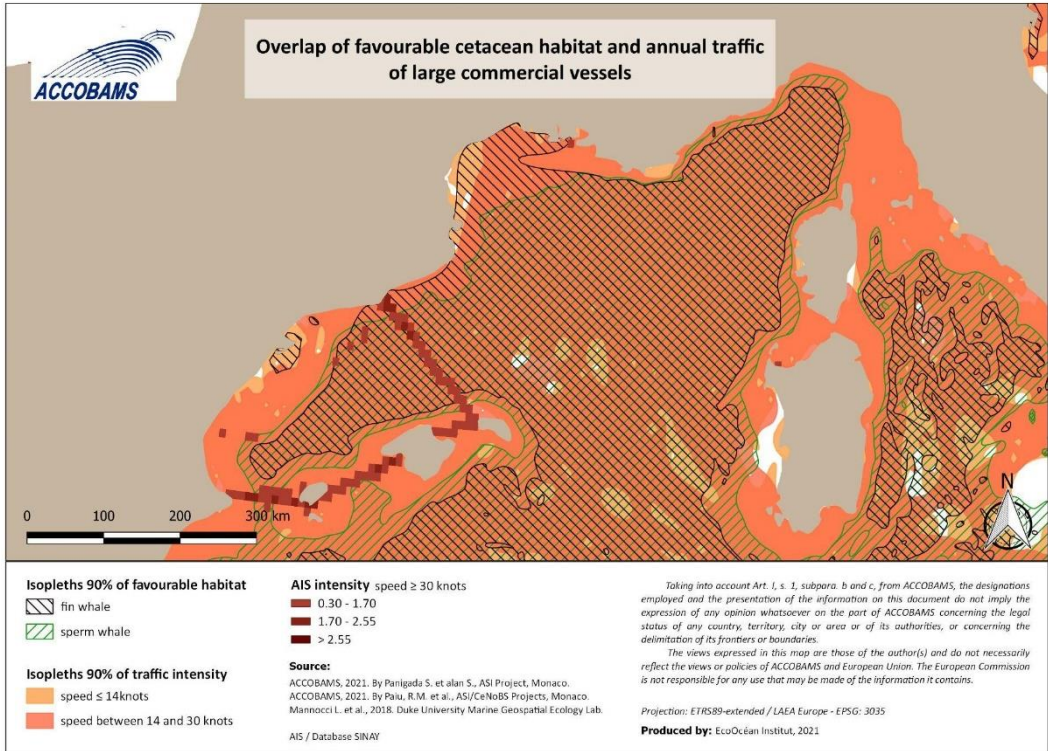 ACCOBAMS
Overlap of favourable cetacean habitat and annual traffic
of large commercial vessels
N
0 100 200 300 km
Isopleths 90% of favourable habitat
fin whale
sperm whale
Isopleths 90% of traffic intensity
speed ≤ 14knots
speed between 14 and 30 knots
AIS intensity speed ≥ 30 knots
0.30 - 1.70
1.70 - 2.55
> 2.55
Source:
ACCOBAMS, 2021. By Panigada S. et alan S., ASI Project, Monaco.
ACCOBAMS, 2021. By Paiu, R.M. et al., ASI/CeNoBS Projects, Monaco.
Mannocci L. et al., 2018. Duke University Marine Geospatial Ecology Lab.
AIS / Database SINAY
Taking into account Art. I, s. 1, subpara. b and c, from ACCOBAMS, the designations
employed and the presentation of the information on this document do not imply the
expression of any opinion whatsoever on the part of ACCOBAMS concerning the legal
status of any country, territory, city or area or of its authorities, or concerning the
delimitation of its frontiers or boundaries.
The views expressed in this map are those of the author(s) and do not necessarily
reflect the views or policies of ACCOBAMS and European Union. The European Commission
is not responsible for any use that may be made of the information it contains.
Projection: ETRS89-extended / LAEA Europe - EPSG: 3035
Produced by: EcoOcéan Institut, 2021